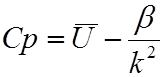 Cp = U̅ − β/k²